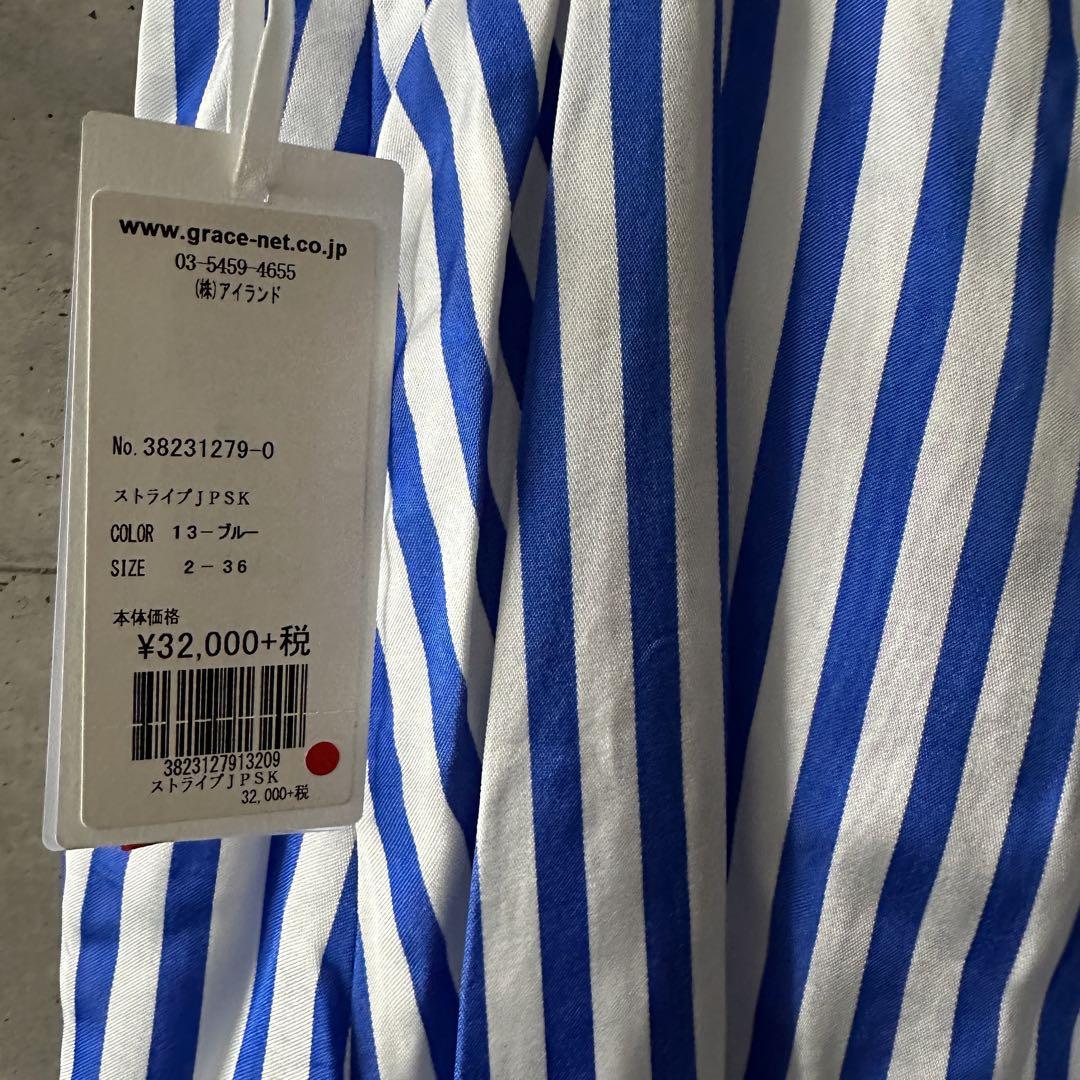 www.grace-net.co.jp
03-5459-4655
(株)アイランド
No. 38231279-0
ストライプJPSK
COLOR 13-ブルー
SIZE 2-36
本体価格
¥32,000+税
3823127913209
ストライプJPSK
32,000+税